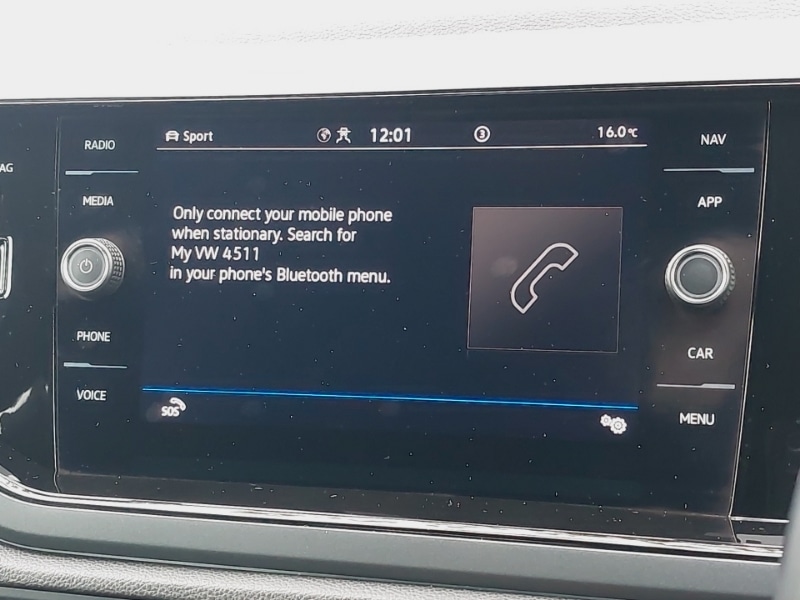 RADIO
MEDIA
PHONE
VOICE
AG
Sport
12:01
3
16.0°C
Only connect your mobile phone
when stationary. Search for
My VW 4511
in your phone's Bluetooth menu.
SOS
NAV
APP
CAR
MENU